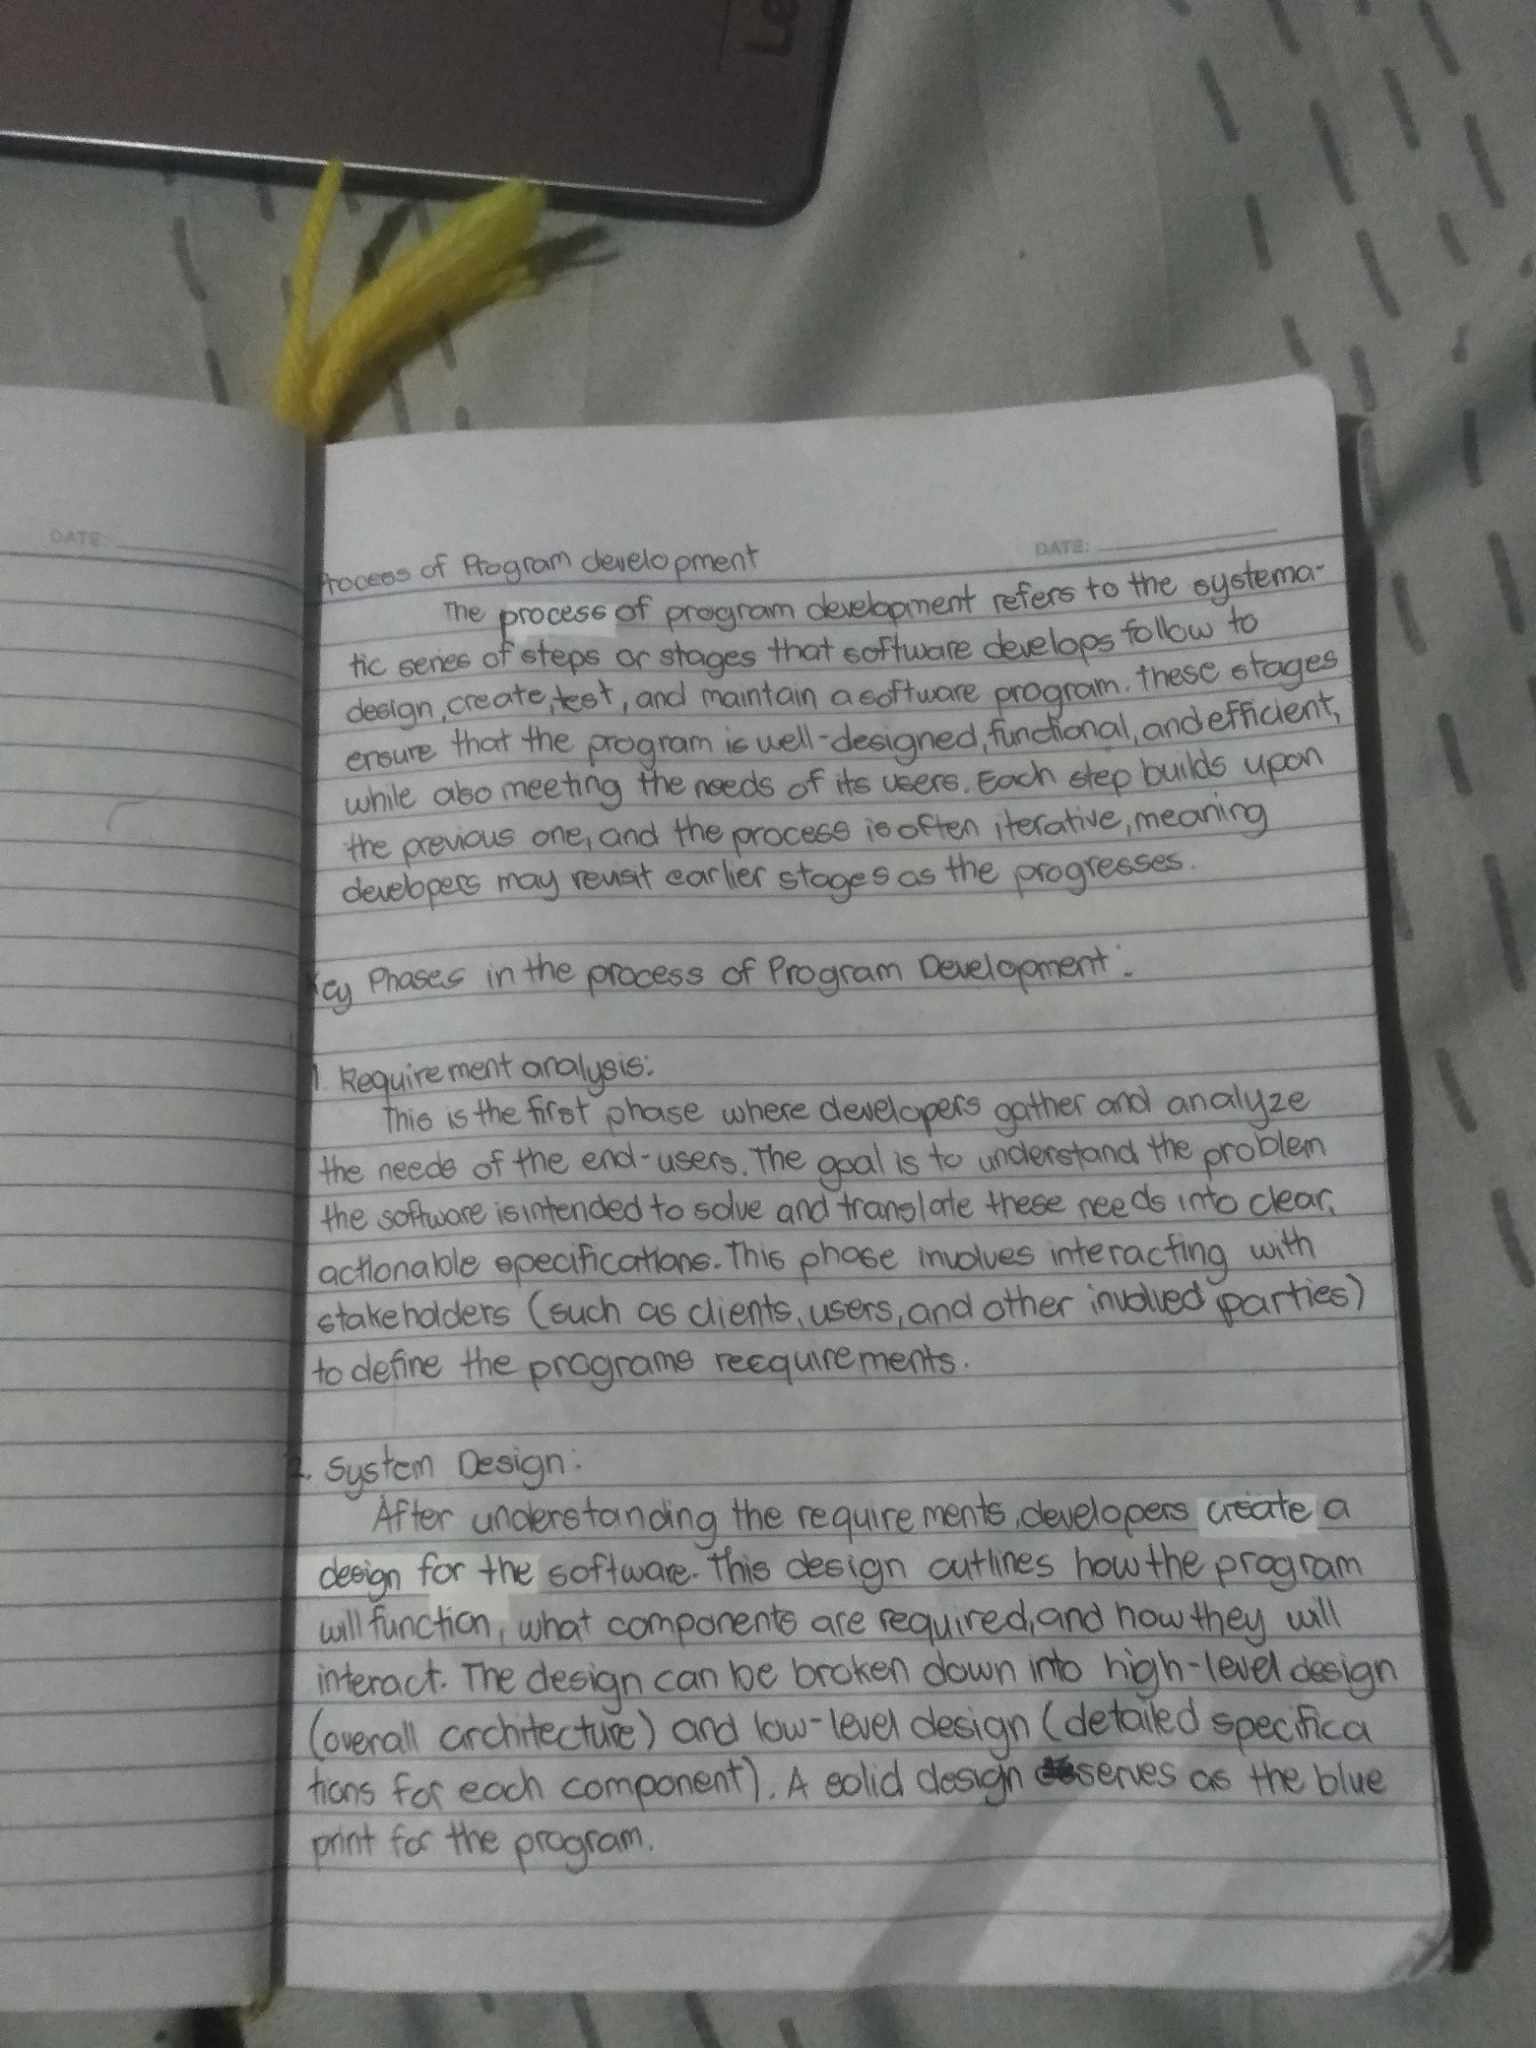 Le
DATE:
DATE:
Process of Program development
The process of program development refers to the systema-
tic series of steps or stages that software develops follow to
design, create, test, and maintain a software program. These stages
ensure that the program is well-designed, functional, and efficient,
while also meeting the needs of its users. Each step builds upon
the previous one, and the process is often iterative, meaning
developers may revisit earlier stages as the progresses.
Key Phases in the process of Program Development:
1. Requirement analysis:
This is the first phase where developers gather and analyze
the needs of the end-users. The goal is to understand the problem
the software is intended to solve and translate these needs into clear,
actionable specifications. This phase involves interacting with
stakeholders (such as clients, users, and other involved parties)
to define the programs reequirements.
2. System Design:
After understanding the requirements, developers create a
design for the software. This design outlines how the program
will function, what components are required, and how they will
interact. The design can be broken down into high-level design
(overall architecture) and low-level design (detailed specifica
tions for each component). A solid design serves as the blue
print for the program.